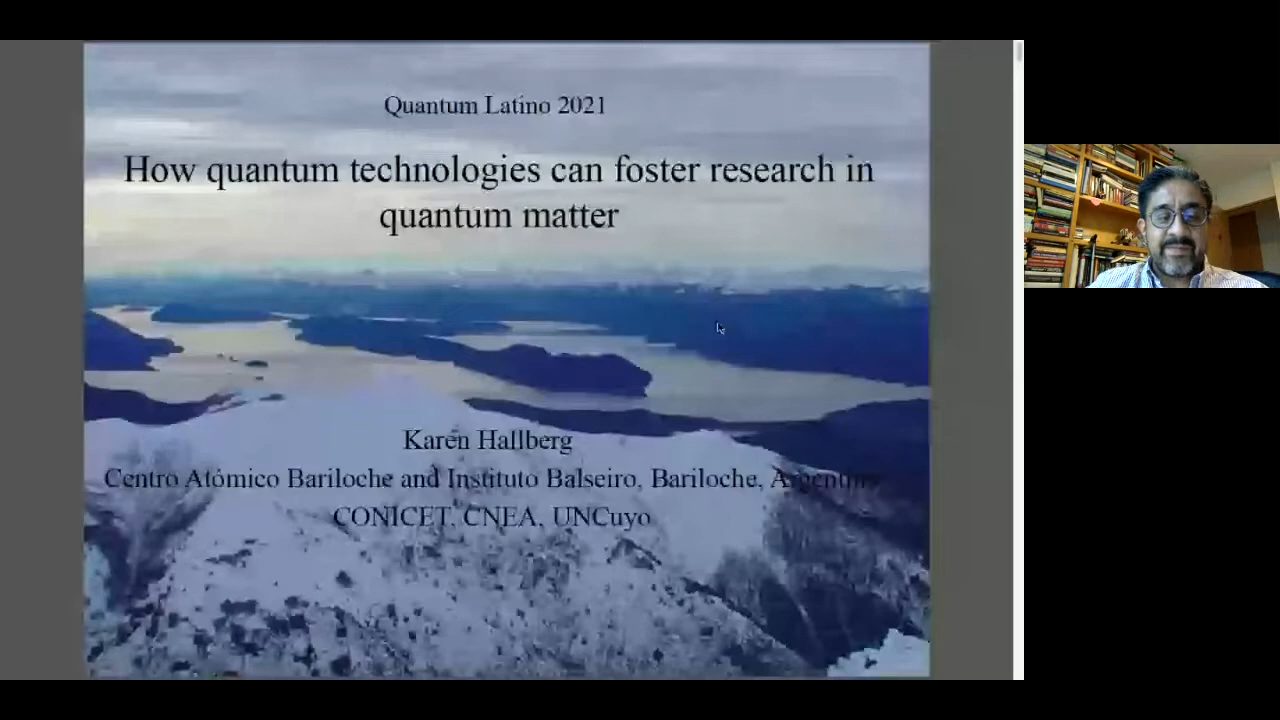 Quantum Latino 2021
How quantum technologies can foster research in
quantum matter
Karen Hallberg
Centro Atómico Bariloche and Instituto Balseiro, Bariloche, Argentina
CONICET, CNEA, UNCuyo